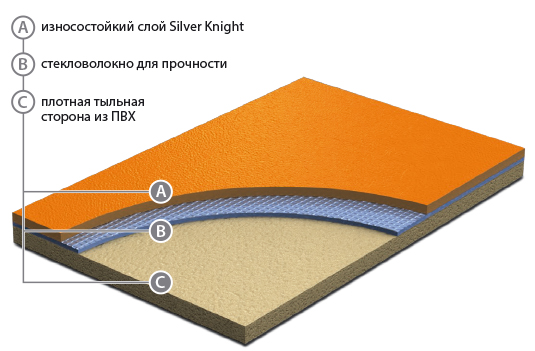 A износостойкий слой Silver Knight
B стекловолокно для прочности
C плотная тыльная
сторона из ПВХ
A
B
C